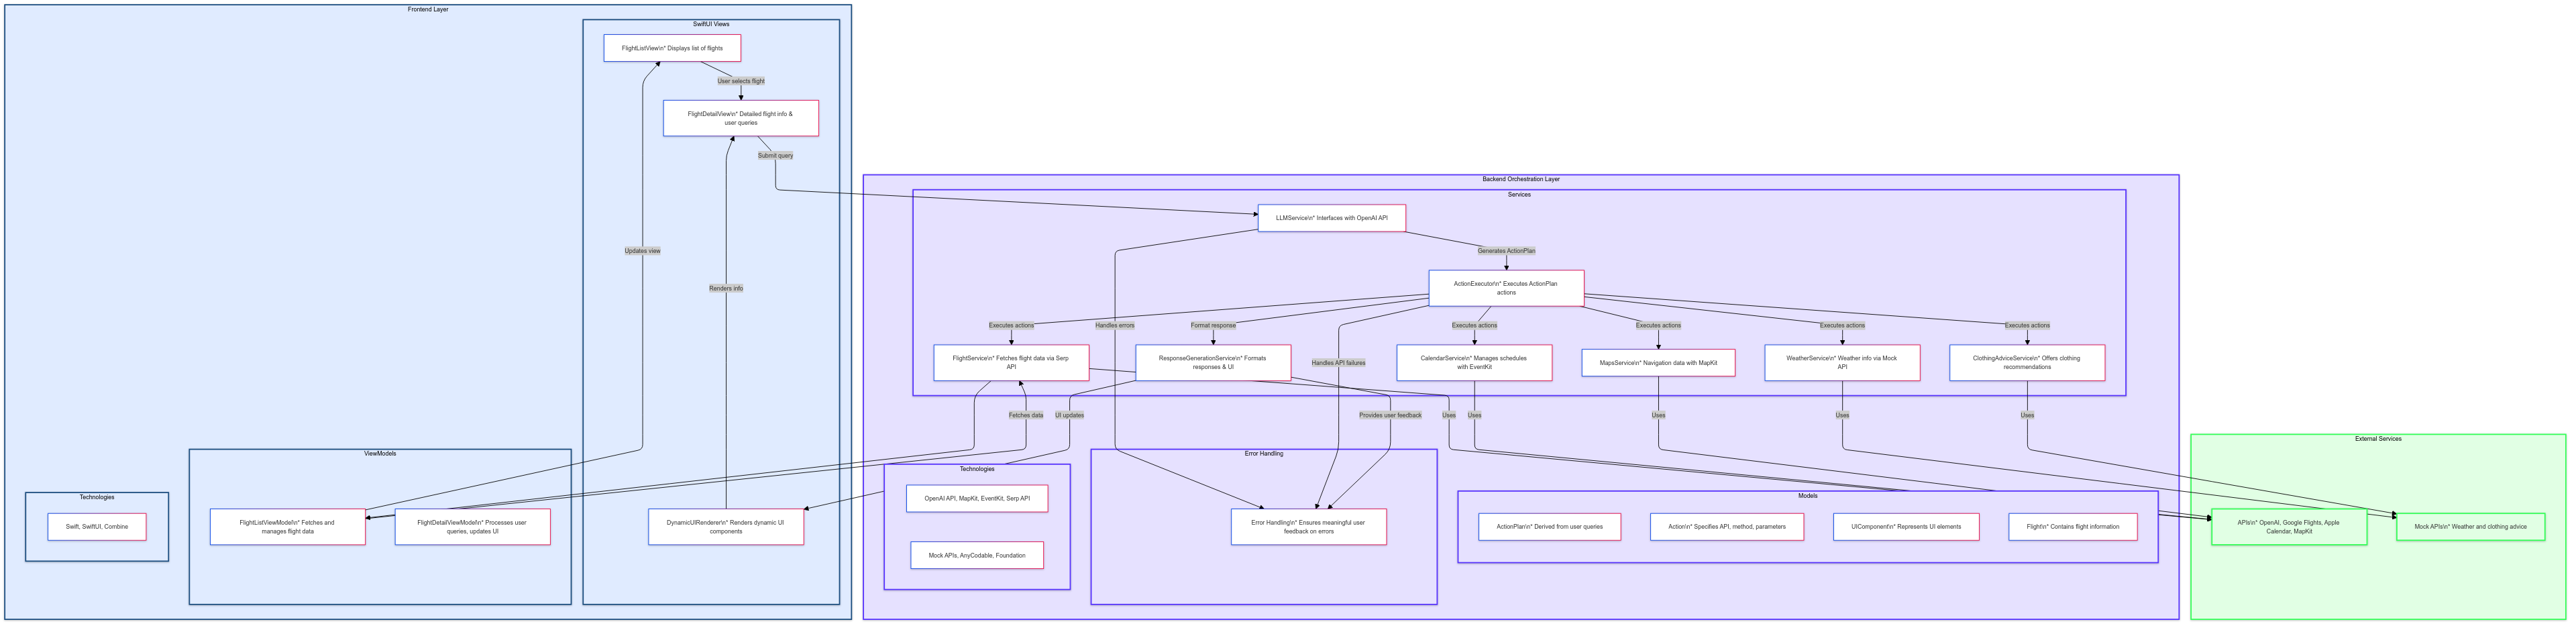 Frontend Layer
SwiftUI Views
FlightListView\n* Displays list of flights
User selects flight
FlightDetailView\n* Detailed flight info &
user queries
Submit query
Updates view
Renders info
ViewModels
Technologies
Swift, SwiftUI, Combine
FlightListViewModel\n* Fetches and
manages flight data
FlightDetailViewModel\n* Processes user
queries, updates UI
DynamicUIRenderer\n* Renders dynamic UI
components
Backend Orchestration Layer
Services
LLMService\n* Interfaces with OpenAI API
Generates ActionPlan
ActionExecutor\n* Executes ActionPlan
actions
Executes actions
Handles errors
Format response
Executes actions
Executes actions
Executes actions
Executes actions
FlightService\n* Fetches flight data via Serp
API
ResponseGenerationService\n* Formats
responses & UI
Handles API failures
CalendarService\n* Manages schedules
with EventKit
MapsService\n* Navigation data with MapKit
WeatherService\n* Weather info via Mock
API
ClothingAdviceService\n* Offers clothing
recommendations
Fetches data
UI updates
Provides user feedback
Uses
Uses
Uses
Uses
Uses
Technologies
OpenAI API, MapKit, EventKit, Serp API
Mock APIs, AnyCodable, Foundation
Error Handling
Error Handling\n* Ensures meaningful user
feedback on errors
Models
ActionPlan\n* Derived from user queries
Action\n* Specifies API, method, parameters
UIComponent\n* Represents UI elements
Flight\n* Contains flight information
External Services
APIs\n* OpenAI, Google Flights, Apple
Calendar, MapKit
Mock APIs\n* Weather and clothing advice